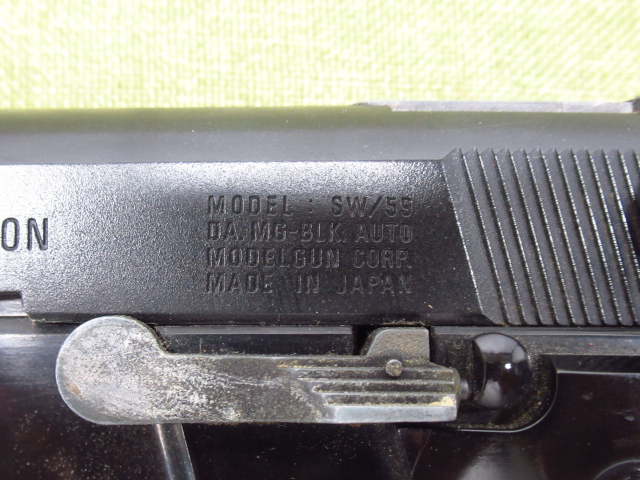 ON
MODEL : SW/59
DA. MG-BLK. AUTO
MODELGUN CORP.
MADE IN JAPAN